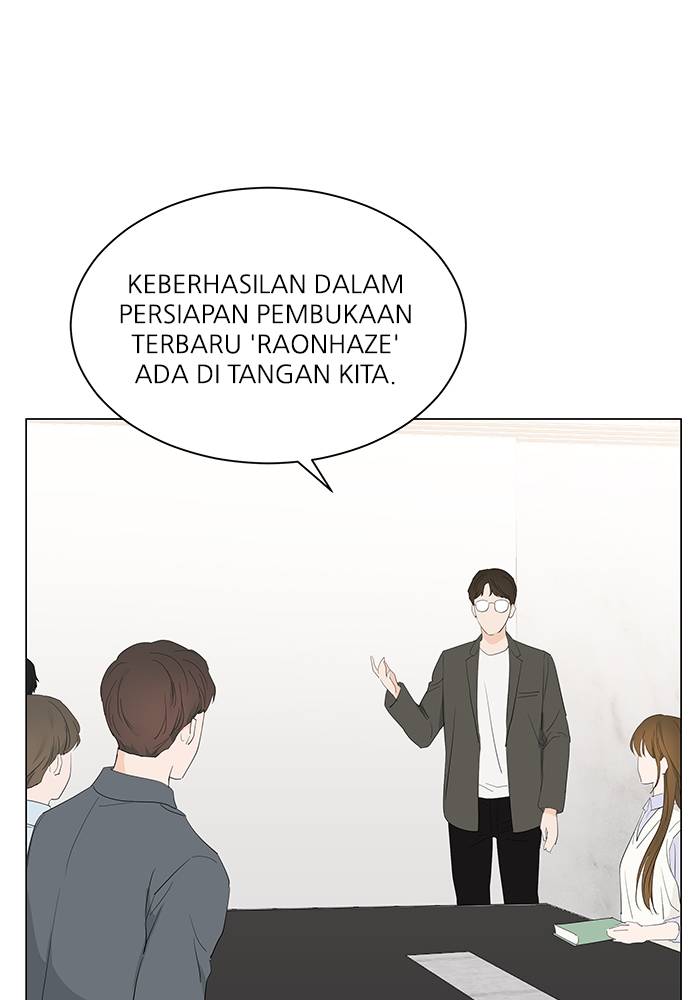 KEBERHASILAN DALAM
PERSIAPAN PEMBUKAAN
TERBARU 'RAONHAZE'
ADA DI TANGAN KITA.